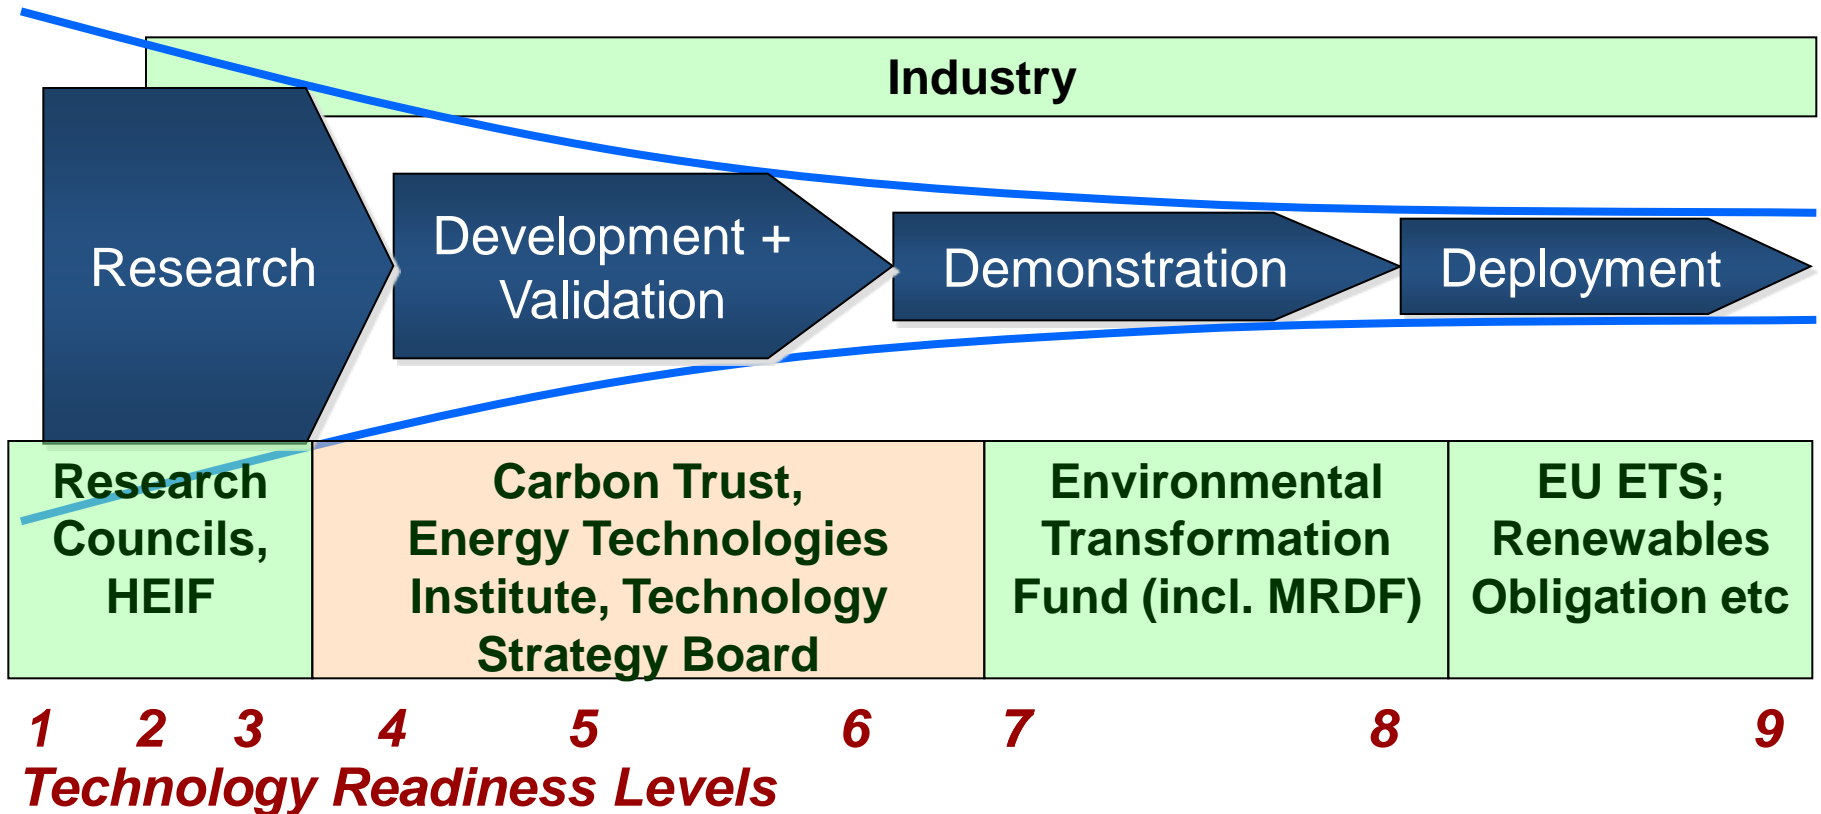 Industry
Research
Development +
Validation
Demonstration
Deployment
Research
Councils,
HEIF
Carbon Trust,
Energy Technologies
Institute, Technology
Strategy Board
Environmental
Transformation
Fund (incl. MRDF)
EU ETS;
Renewables
Obligation etc
1 2 3 4 5 6 7 8 9
Technology Readiness Levels